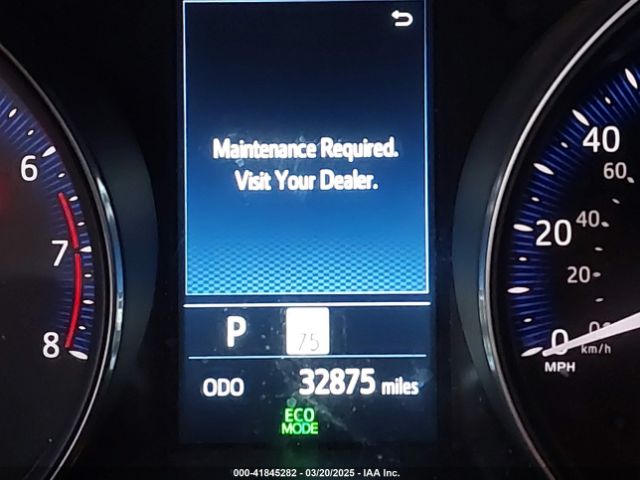 Maintenance Required.
Visit Your Dealer.
6
7
8
40
60
20
40
20
0
km/h
MPH
P
75
ODO 32875 miles
ECO
MODE
000-41845282 - 03/20/2025 - IAA Inc.